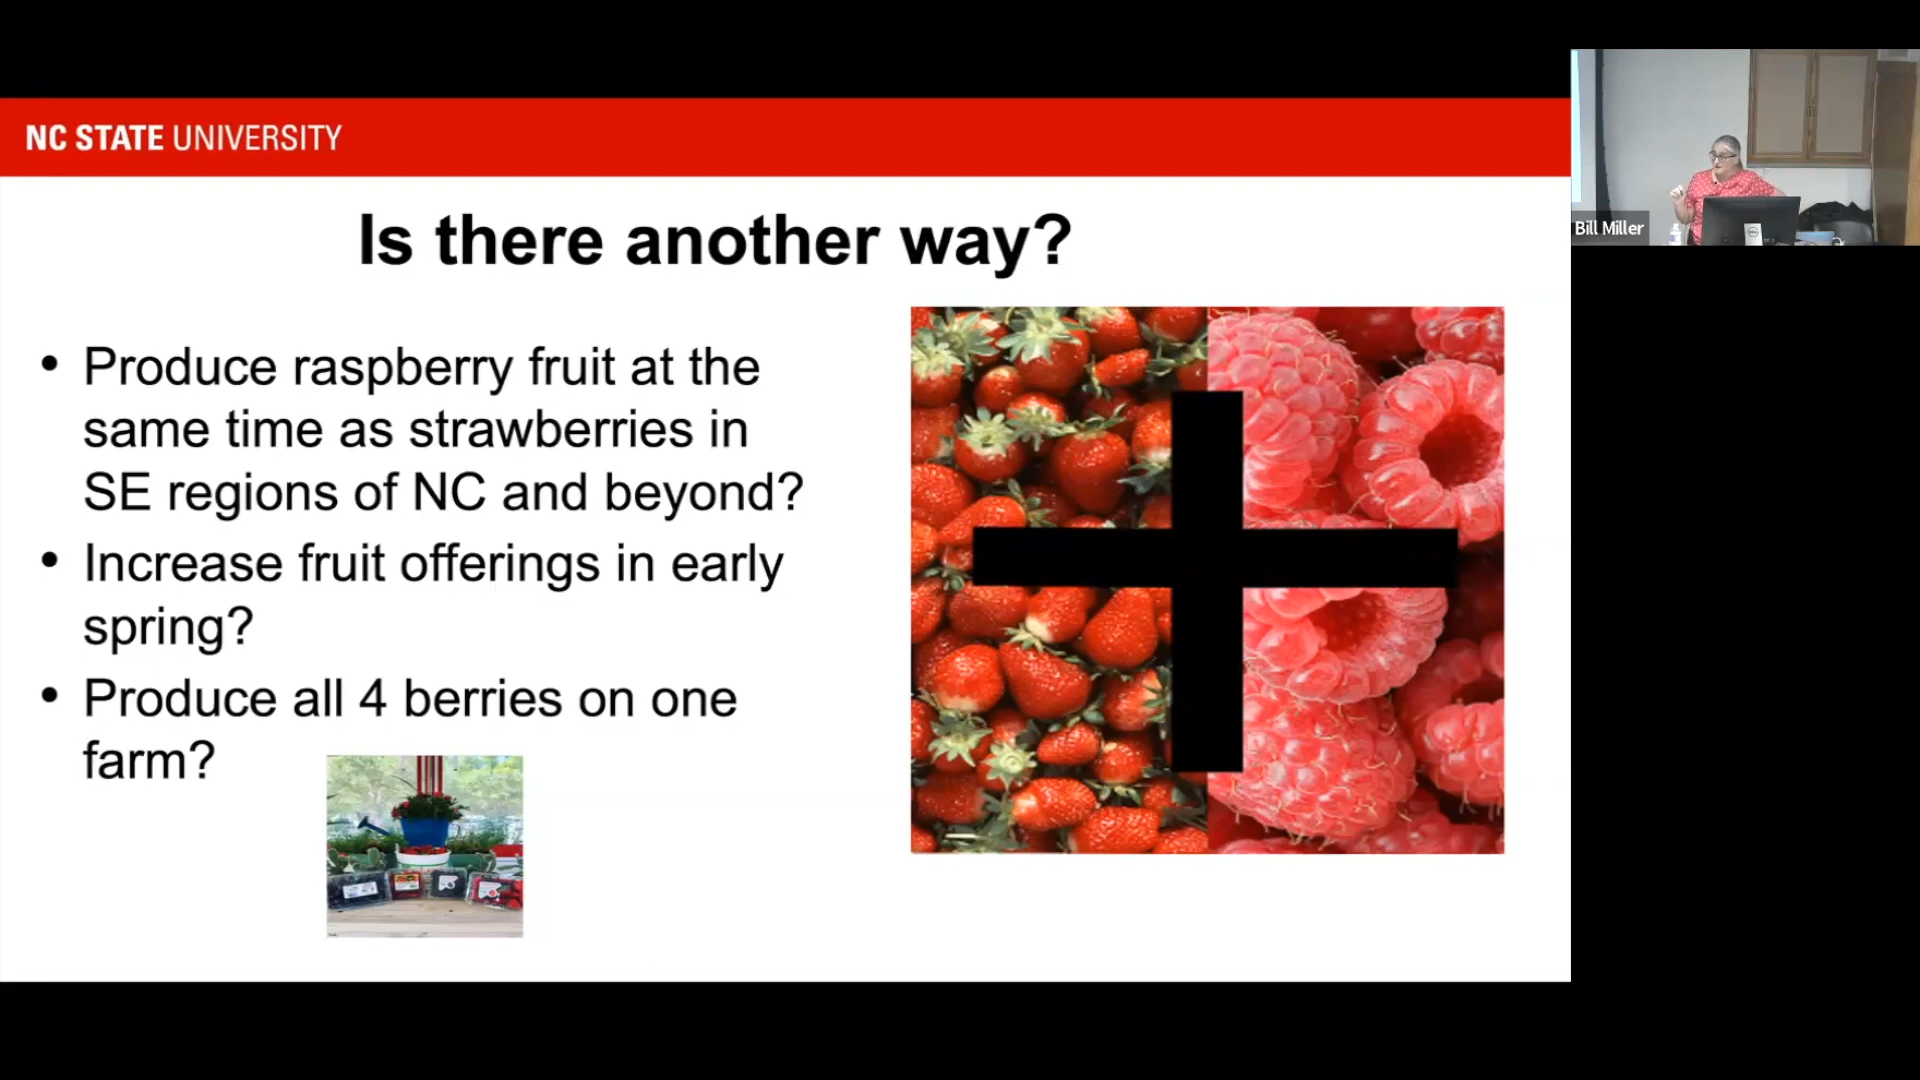 NC STATE UNIVERSITY
Is there another way?
• Produce raspberry fruit at the
same time as strawberries in
SE regions of NC and beyond?
• Increase fruit offerings in early
spring?
• Produce all 4 berries on one
farm?
Bill Miller